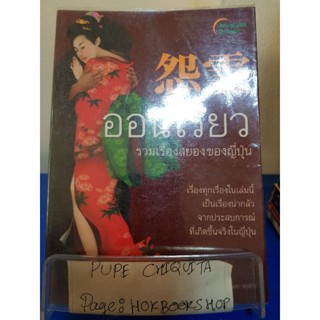 怨霊
ออนเรียว
รวมเรื่องสยองของญี่ปุ่น
เรื่องทุกเรื่องในเล่มนี้
เป็นเรื่องน่ากลัว
จากประสบการณ์
ที่เกิดขึ้นจริงในญี่ปุ่น
PUPE CHIQUITA
Page: HOKBOOKSHOP